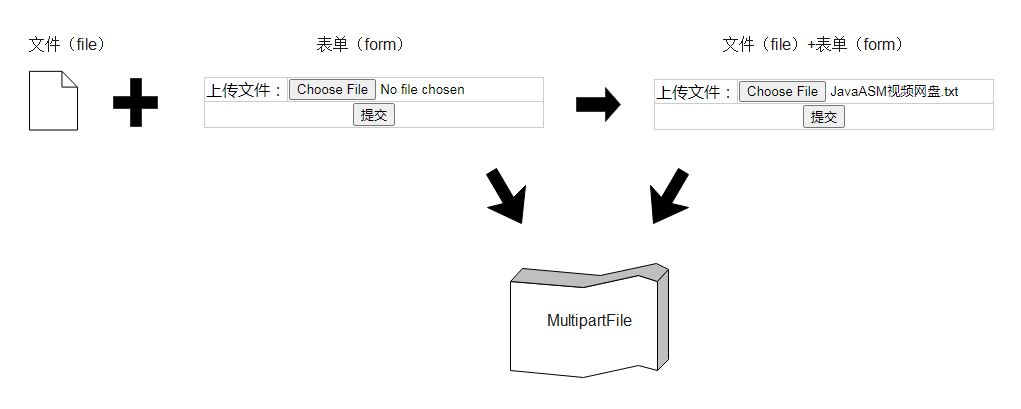 文件（file）
表单（form）
文件（file）+表单（form）
上传文件： Choose File No file chosen
提交
上传文件： Choose File JavaASM视频网盘.txt
提交
MultipartFile